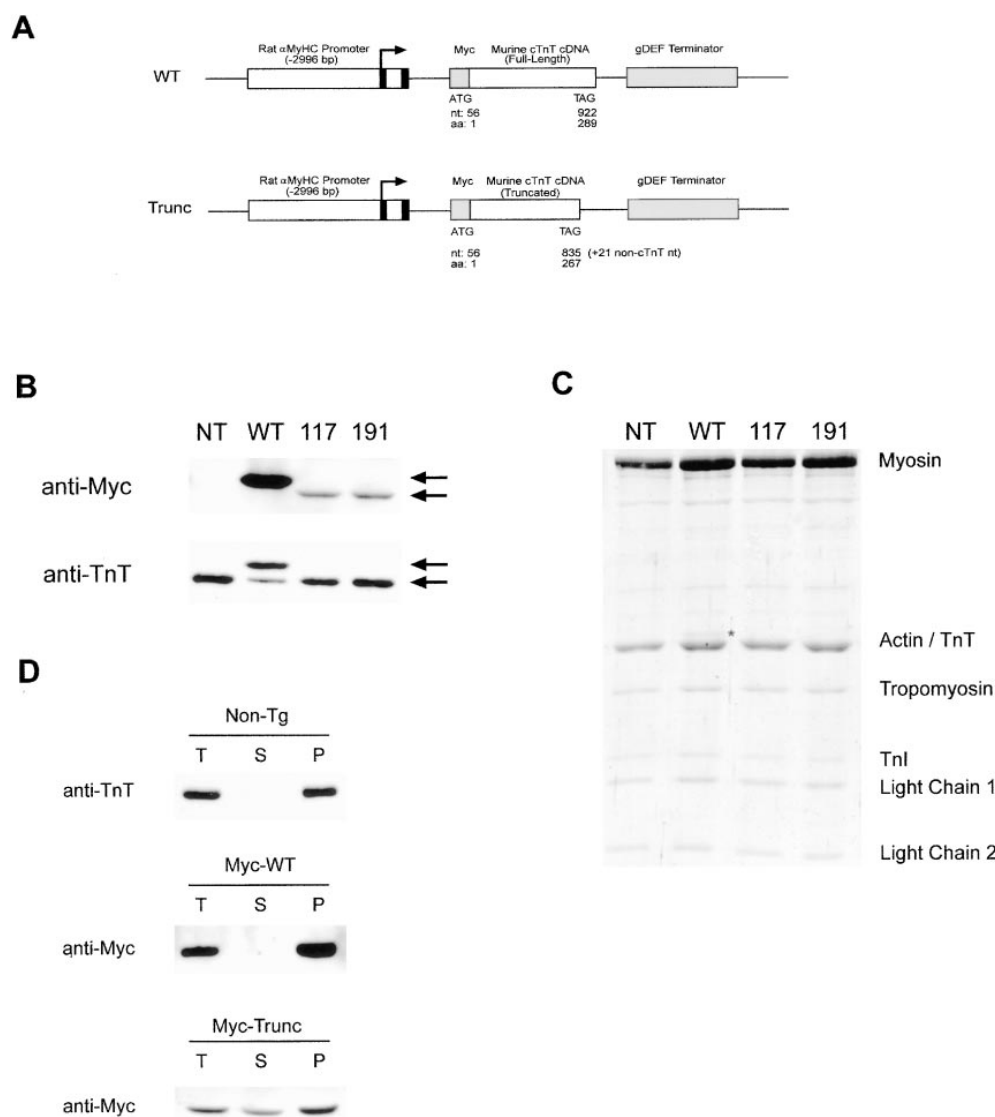 A
Rat αMyHC Promoter
(-2996 bp)
Myc
Murine cTnT cDNA
(Full-Length)
gDEF Terminator
WT
ATG
TAG
nt: 56
922
aa: 1
289
Rat αMyHC Promoter
(-2996 bp)
Myc
Murine cTnT cDNA
(Truncated)
gDEF Terminator
Trunc
ATG
TAG
nt: 56
835 (+21 non-cTnT nt)
aa: 1
267
B
NT WT 117 191
anti-Myc
anti-TnT
C
NT WT 117 191
Myosin
*
Actin / TnT
Tropomyosin
TnI
Light Chain 1
Light Chain 2
D
Non-Tg
T S P
anti-TnT
Myc-WT
T S P
anti-Myc
Myc-Trunc
T S P
anti-Myc